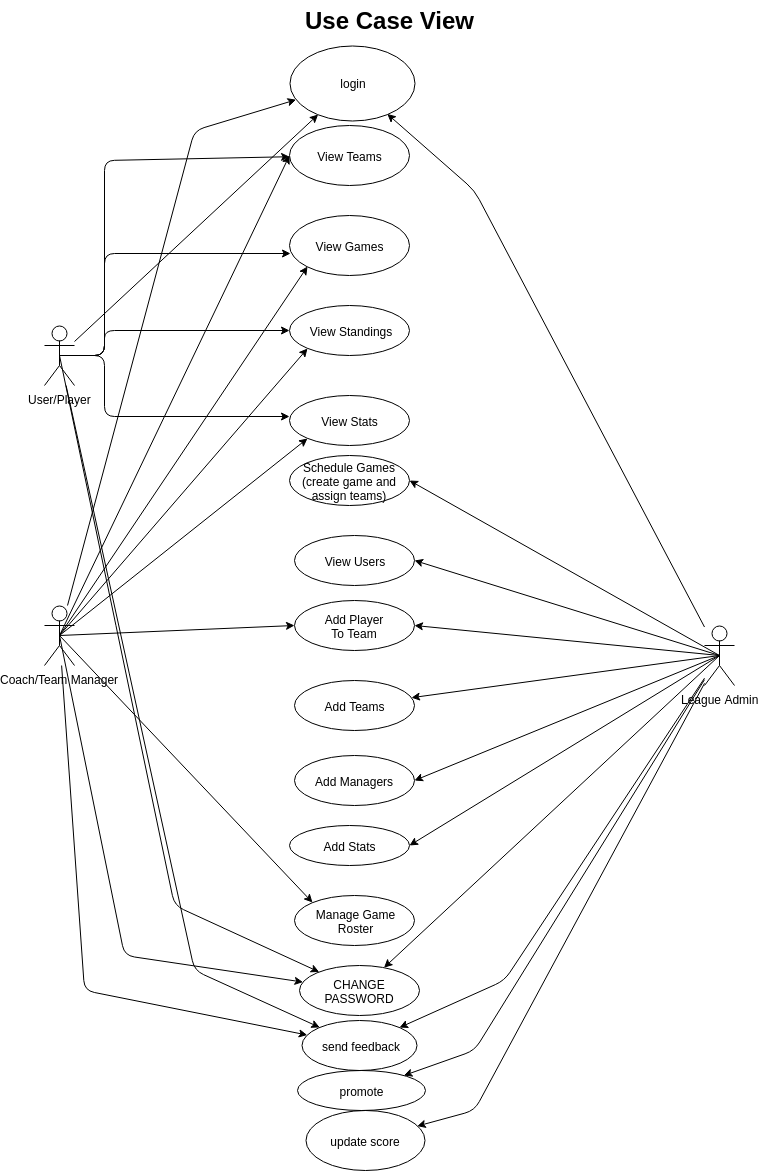 Use Case View
login
View Teams
View Games
View Standings
User/Player
View Stats
Schedule Games
(create game and
assign teams)
View Users
Add Player
To Team
Coach/Team Manager
League Admin
Add Teams
Add Managers
Add Stats
Manage Game
Roster
CHANGE
PASSWORD
send feedback
promote
update score